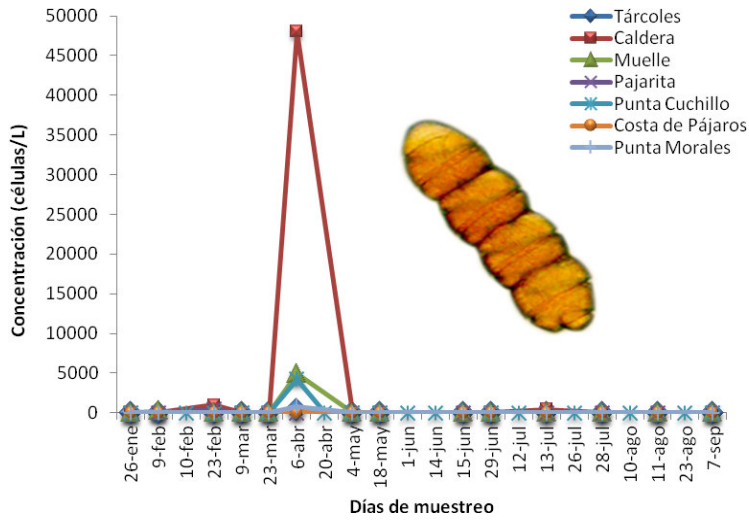 50000
45000
40000
35000
30000
25000
20000
15000
10000
5000
0
Concentración (células/L)
Tárcoles
Caldera
Muelle
Pajarita
Punta Cuchillo
Costa de Pájaros
Punta Morales
26-ene
9-feb
10-feb
23-feb
9-mar
23-mar
6-abr
20-abr
4-may
18-may
1-jun
14-jun
15-jun
29-jun
12-jul
13-jul
26-jul
28-jul
10-ago
11-ago
23-ago
7-sep
Días de muestreo